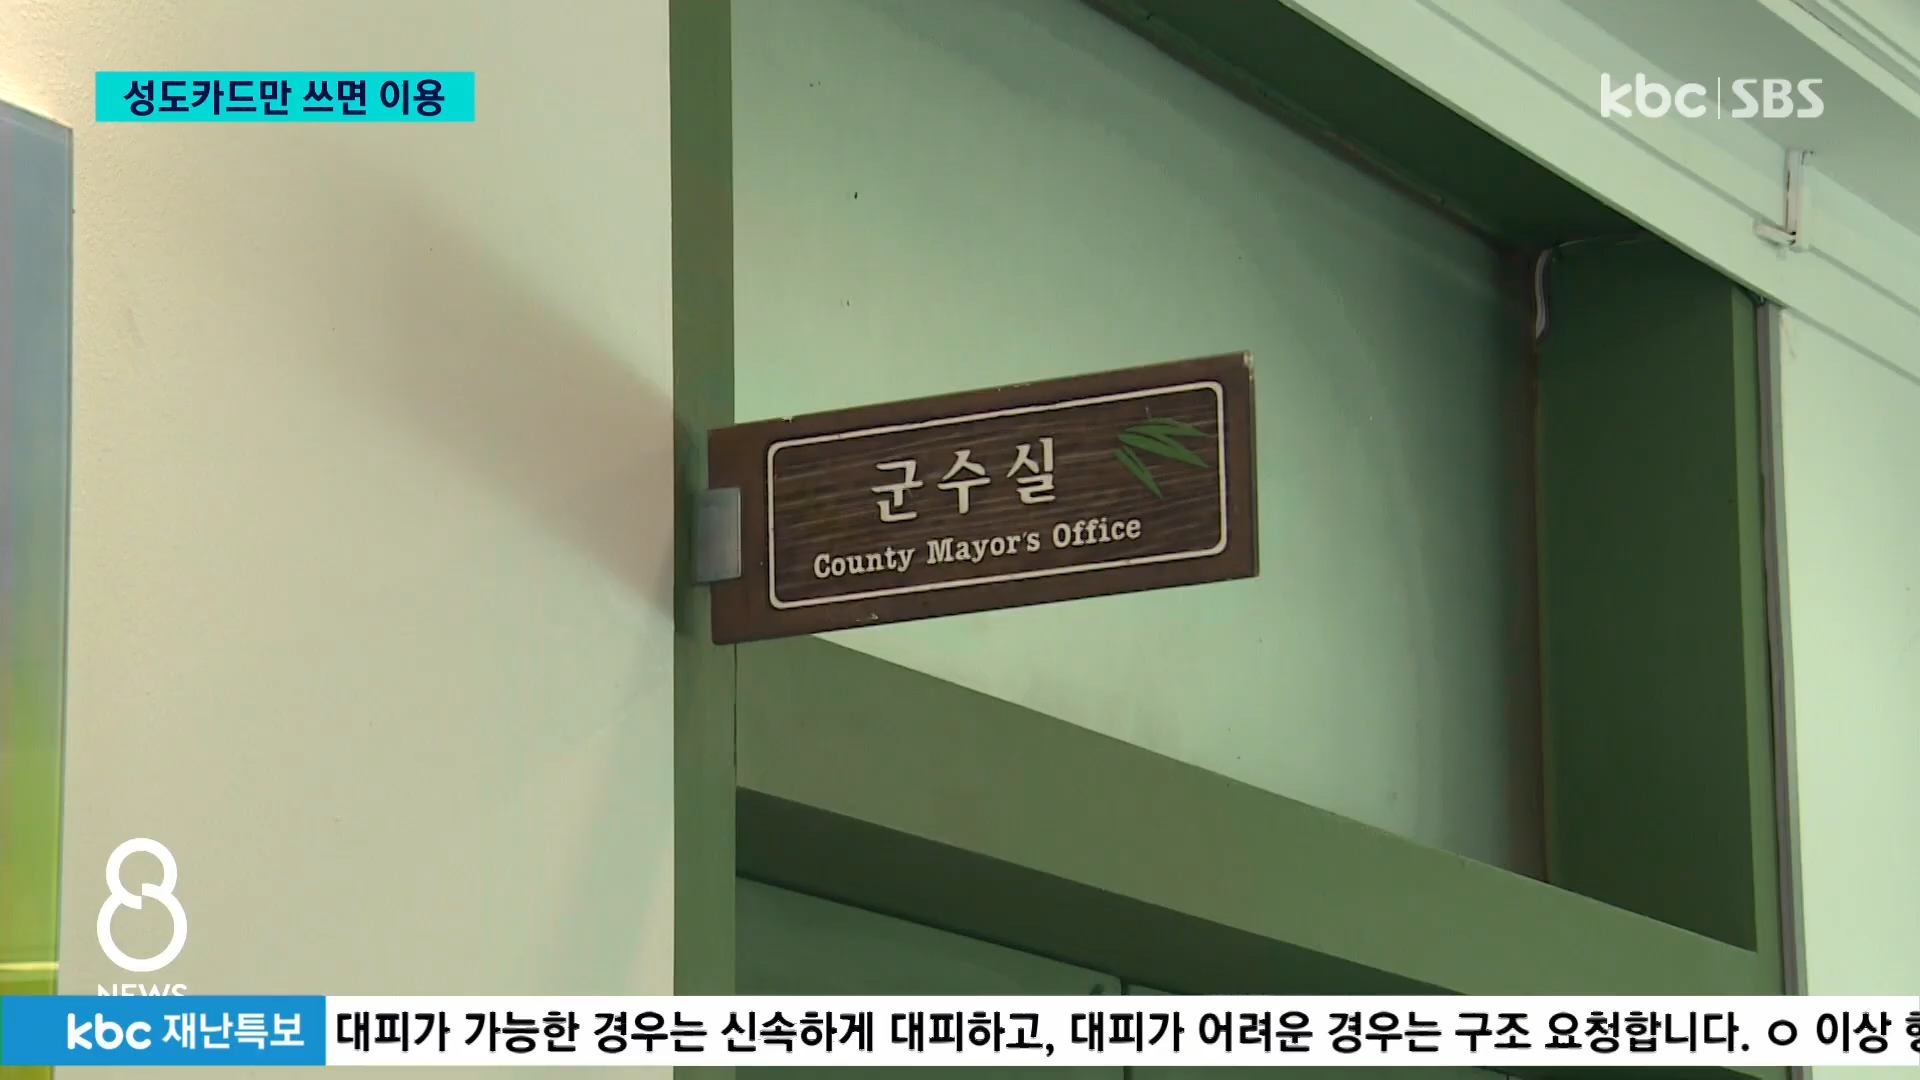 성도카드만 쓰면 이용
kbc SBS
군수실
County Mayor's Office
8
NEWS
kbc 재난특보
대피가 가능한 경우는 신속하게 대피하고, 대피가 어려운 경우는 구조 요청합니다. ㅇ 이상